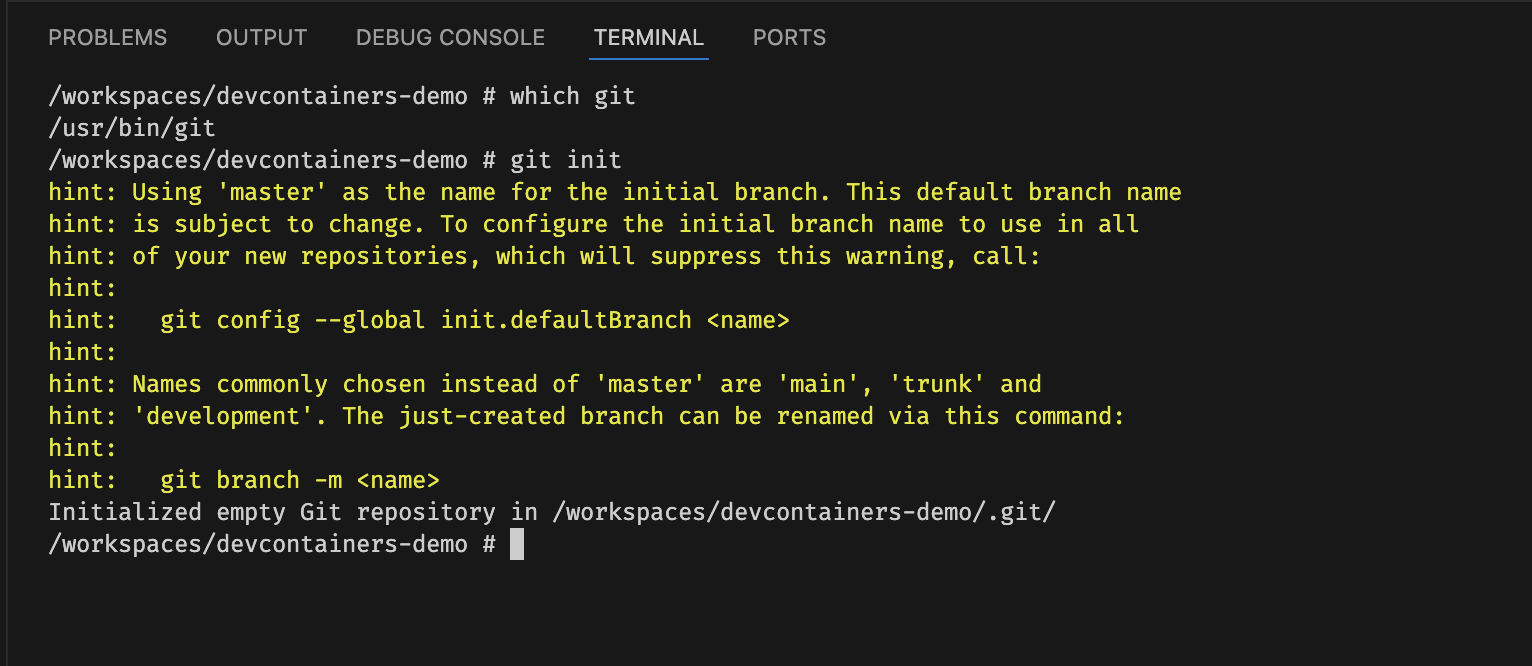 PROBLEMS OUTPUT DEBUG CONSOLE TERMINAL PORTS
/workspaces/devcontainers-demo # which git
/usr/bin/git
/workspaces/devcontainers-demo # git init
hint: Using 'master' as the name for the initial branch. This default branch name
hint: is subject to change. To configure the initial branch name to use in all
hint: of your new repositories, which will suppress this warning, call:
hint:
hint:   git config --global init.defaultBranch <name>
hint:
hint: Names commonly chosen instead of 'master' are 'main', 'trunk' and
hint: 'development'. The just-created branch can be renamed via this command:
hint:
hint:   git branch -m <name>
Initialized empty Git repository in /workspaces/devcontainers-demo/.git/
/workspaces/devcontainers-demo #